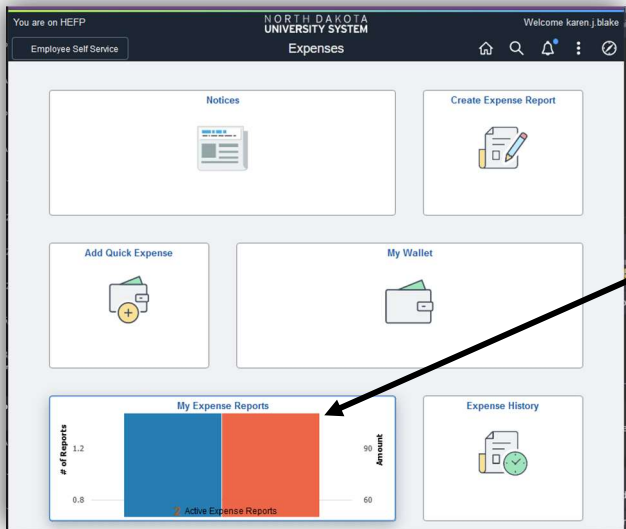 You are on HEFP
NORTH DAKOTA
UNIVERSITY SYSTEM
Welcome karen.j.blake
Employee Self Service
Expenses
Notices
Create Expense Report
Add Quick Expense
My Wallet
My Expense Reports
# of Reports
1.2
0.8
90
60
Amount
Active Expense Reports
Expense History